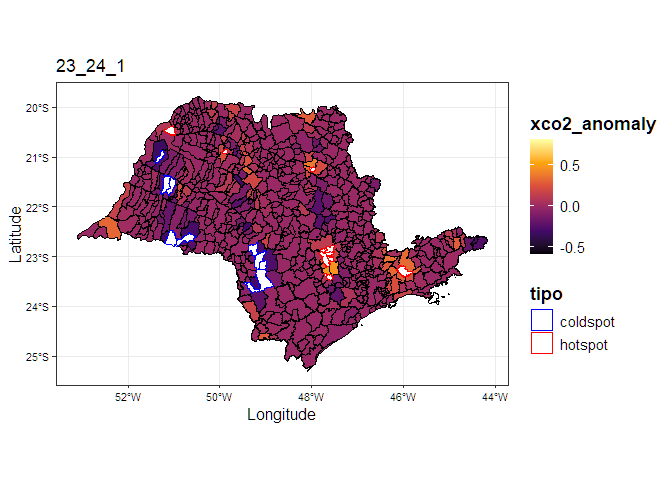 23_24_1
20°S
21°S
22°S
23°S
24°S
25°S
Latitude
52°W
50°W
48°W
46°W
44°W
Longitude
xco2_anomaly
0.5
0.0
-0.5
tipo
coldspot
hotspot